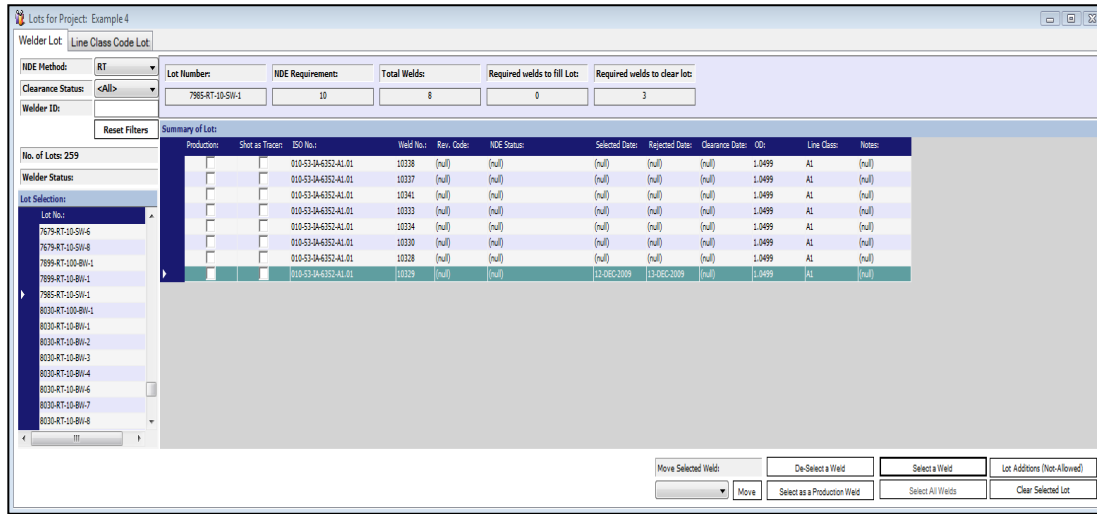 Lots for Project: Example 4
Welder Lot Line Class Code Lot
NDE Method: RT
Clearance Status: <All>
Welder ID:
Reset Filters
No. of Lots: 259
Welder Status:
Lot Selection:
Lot No.:
7679-RT-10-SW-6
7679-RT-10-SW-8
7899-RT-100-BW-1
7899-RT-10-BW-1
7985-RT-10-SW-1
8030-RT-100-BW-1
8030-RT-10-BW-1
8030-RT-10-BW-2
8030-RT-10-BW-3
8030-RT-10-BW-4
8030-RT-10-BW-6
8030-RT-10-BW-7
8030-RT-10-BW-8
Lot Number: NDE Requirement: Total Welds: Required welds to fill Lot: Required welds to clear lot:
7985-RT-10-SW-1 10 8 0 3
Summary of Lot:
Production: Shot as Tracer: ISO No.: Weld No.: Rev. Code: NDE Status: Selected Date: Rejected Date: Clearance Date: OD: Line Class: Notes:
010-53-IA-6352-A1.01 10338 (null) (null) (null) (null) (null) 1.0499 A1 (null)
010-53-IA-6352-A1.01 10337 (null) (null) (null) (null) (null) 1.0499 A1 (null)
010-53-IA-6352-A1.01 10341 (null) (null) (null) (null) (null) 1.0499 A1 (null)
010-53-IA-6352-A1.01 10333 (null) (null) (null) (null) (null) 1.0499 A1 (null)
010-53-IA-6352-A1.01 10334 (null) (null) (null) (null) (null) 1.0499 A1 (null)
010-53-IA-6352-A1.01 10330 (null) (null) (null) (null) (null) 1.0499 A1 (null)
010-53-IA-6352-A1.01 10328 (null) (null) (null) (null) (null) 1.0499 A1 (null)
010-53-IA-6352-A1.01 10329 (null) (null) 12-DEC-2009 13-DEC-2009 (null) 1.0499 A1 (null)
Move Selected Weld: De-Select a Weld Select a Weld Lot Additions (Not-Allowed)
Move Select as a Production Weld Select All Welds Clear Selected Lot